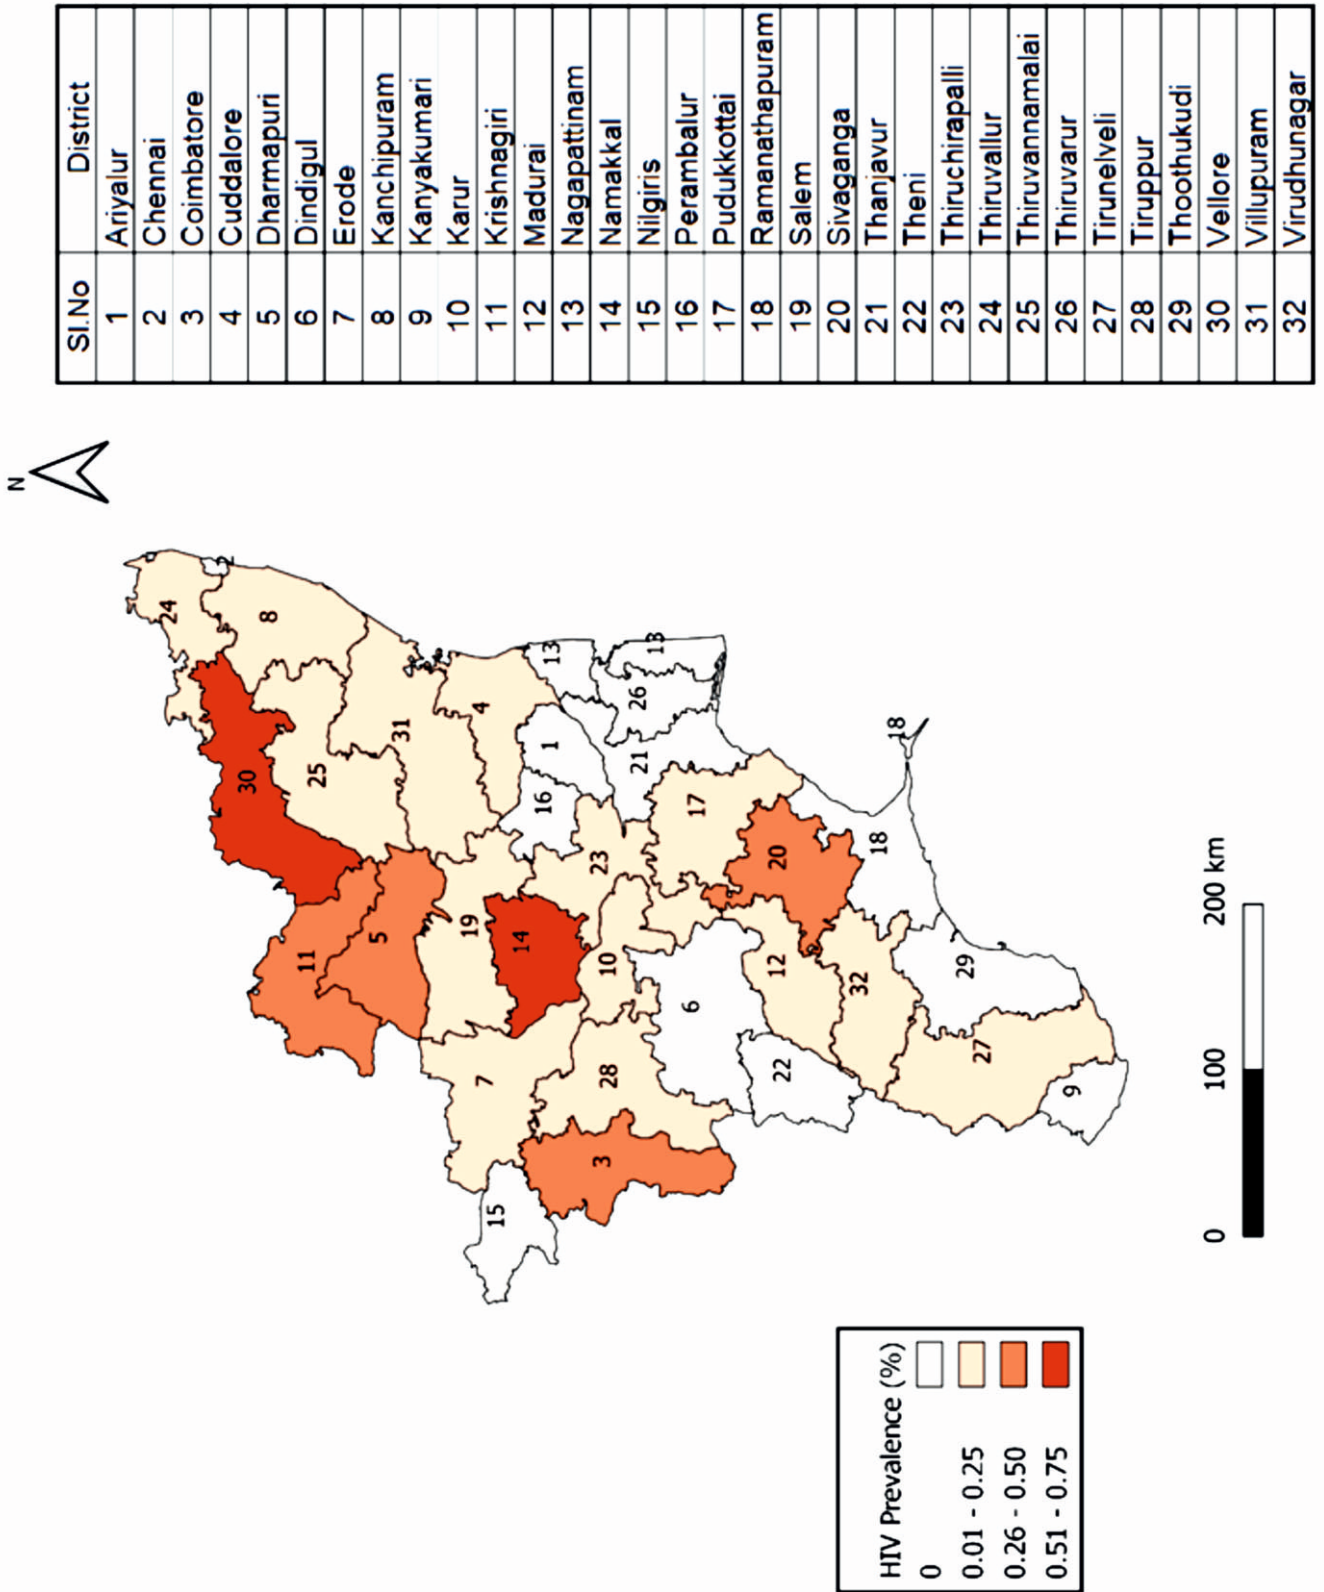 N
24
2
8
30
25
31
4
13
13
26
1
21
16
11
5
19
14
23
17
20
18
18
10
6
12
32
29
7
28
22
27
9
3
15
HIV Prevalence (%)
0
0.01 - 0.25
0.26 - 0.50
0.51 - 0.75
0 100 200 km
Sl.No District
1 Ariyalur
2 Chennai
3 Coimbatore
4 Cuddalore
5 Dharmapuri
6 Dindigul
7 Erode
8 Kanchipuram
9 Kanyakumari
10 Karur
11 Krishnagiri
12 Madurai
13 Nagapattinam
14 Namakkal
15 Nilgiris
16 Perambalur
17 Pudukkottai
18 Ramanathapuram
19 Salem
20 Sivaganga
21 Thanjavur
22 Theni
23 Thiruchirapalli
24 Thiruvallur
25 Thiruvannamalai
26 Thiruvarur
27 Tirunelveli
28 Tiruppur
29 Thoothukudi
30 Vellore
31 Villupuram
32 Virudhunagar